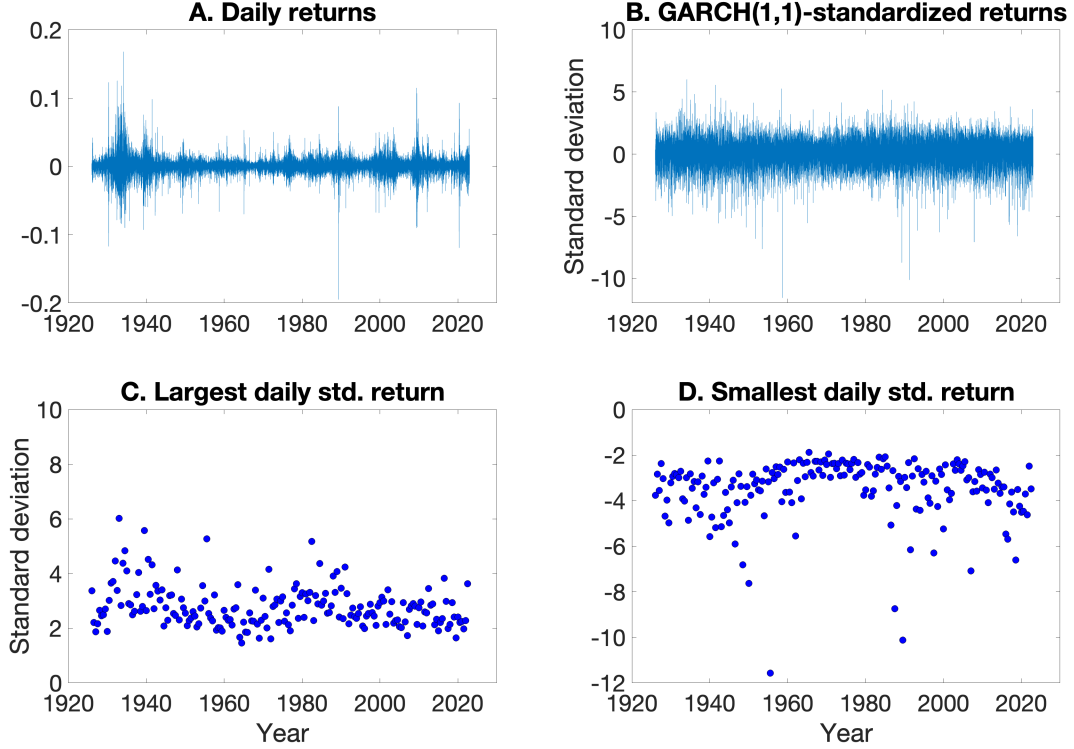 A. Daily returns
0.2
0.1
0
-0.1
-0.2
1920 1940 1960 1980 2000 2020
B. GARCH(1,1)-standardized returns
Standard deviation
10
5
0
-5
-10
1920 1940 1960 1980 2000 2020
C. Largest daily std. return
Standard deviation
10
8
6
4
2
0
1920 1940 1960 1980 2000 2020
Year
D. Smallest daily std. return
0
-2
-4
-6
-8
-10
-12
1920 1940 1960 1980 2000 2020
Year